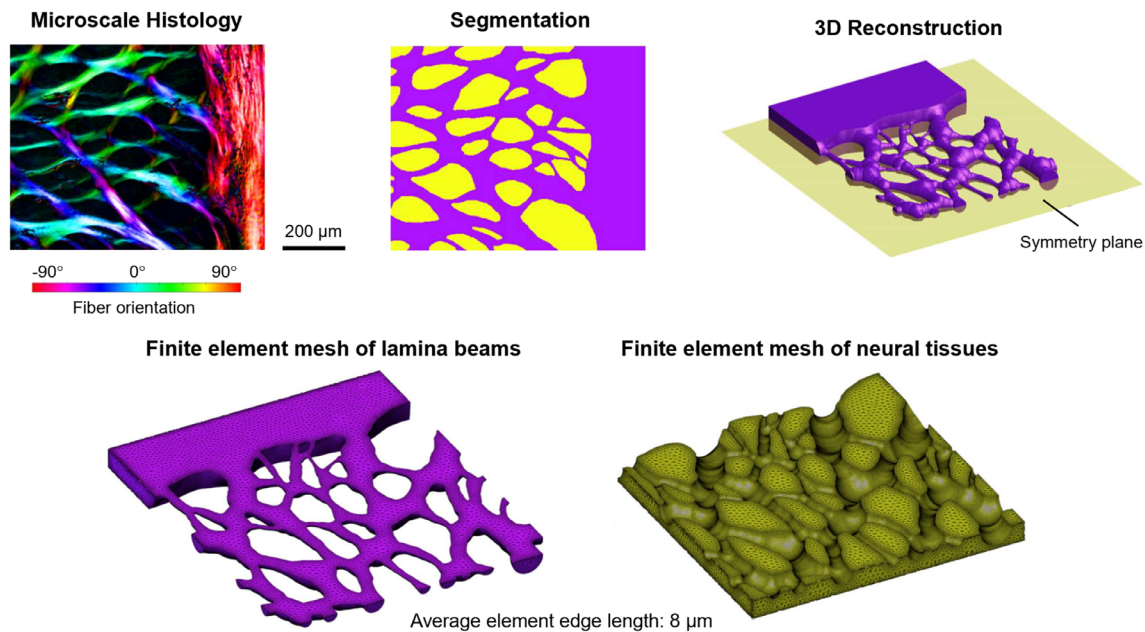 Microscale Histology
Segmentation
3D Reconstruction
200 μm
Symmetry plane
-90° 0° 90°
Fiber orientation
Finite element mesh of lamina beams
Finite element mesh of neural tissues
Average element edge length: 8 μm